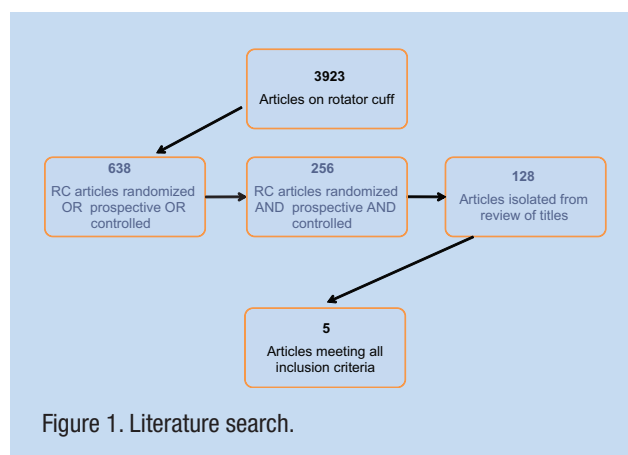 3923
Articles on rotator cuff
638
RC articles randomized
OR prospective OR
controlled
256
RC articles randomized
AND prospective AND
controlled
128
Articles isolated from
review of titles
5
Articles meeting all
inclusion criteria
Figure 1. Literature search.